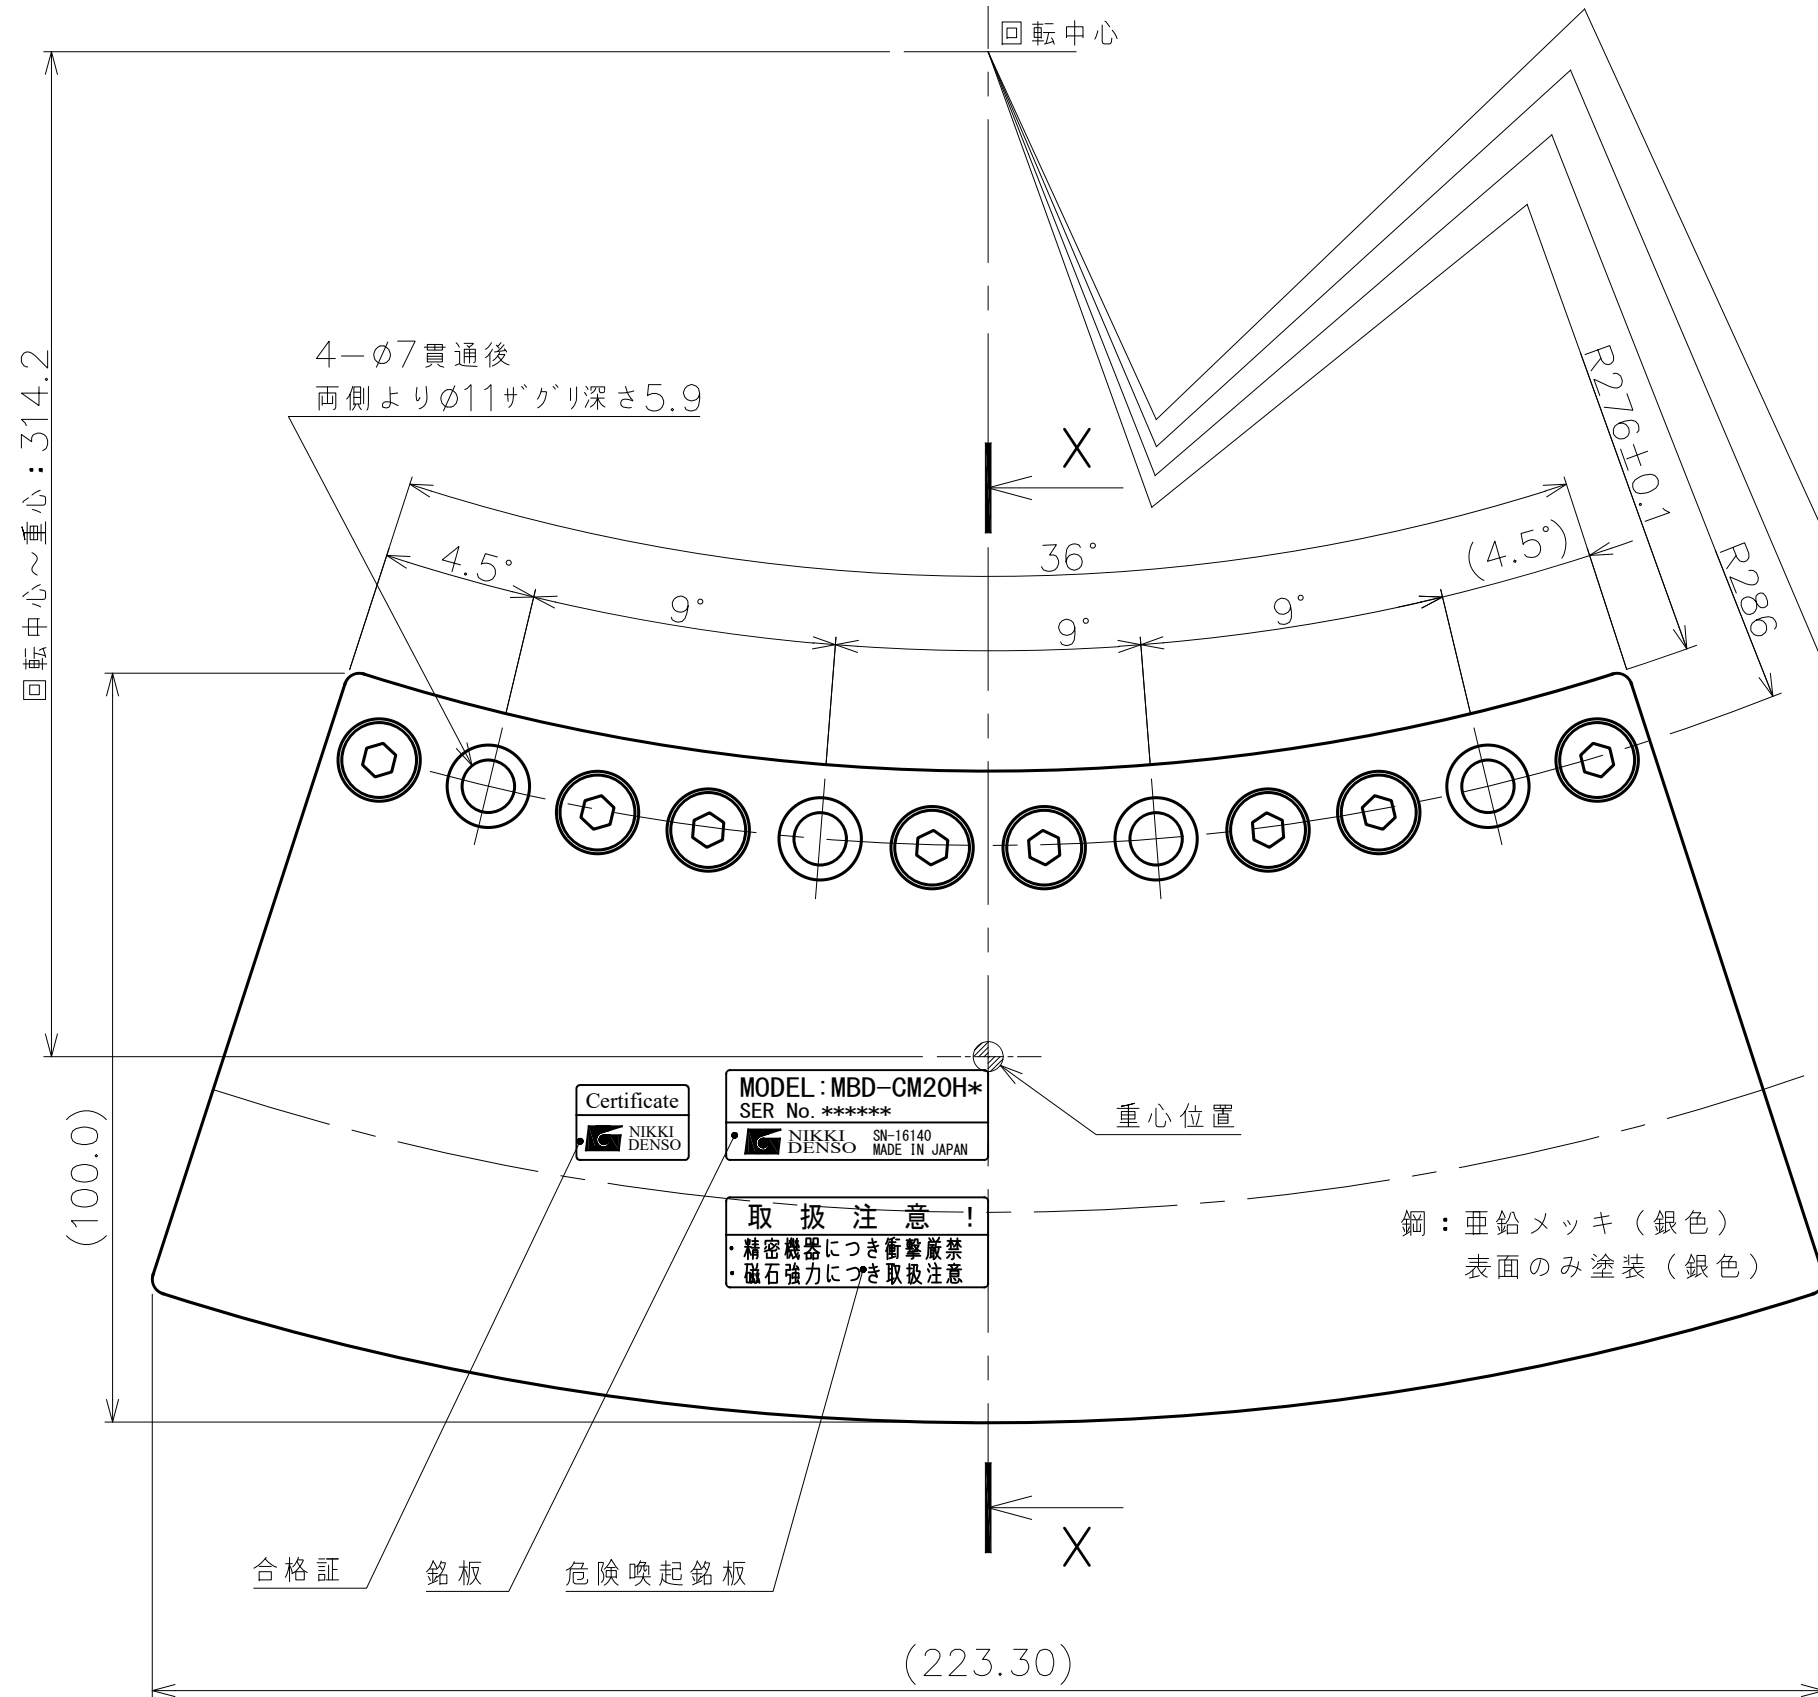 回転中心
回転中心～重心：314.2
4－Ø7貫通後
両側よりØ11ｻﾞｸﾞﾘ深さ5.9
X
R276±0.1
R286
36°
4.5°
9°
9°
9°
(4.5°)
(100.0)
Certificate
NIKKI
DENSO
MODEL:MBD-CM20H*
SER No. ******
NIKKI
DENSO
SN-16140
MADE IN JAPAN
重心位置
取扱注意!
・精密機器につき衝撃厳禁
・磁石強力につき取扱注意
鋼：亜鉛メッキ（銀色）
表面のみ塗装（銀色）
X
合格証
銘板
危険喚起銘板
(223.30)